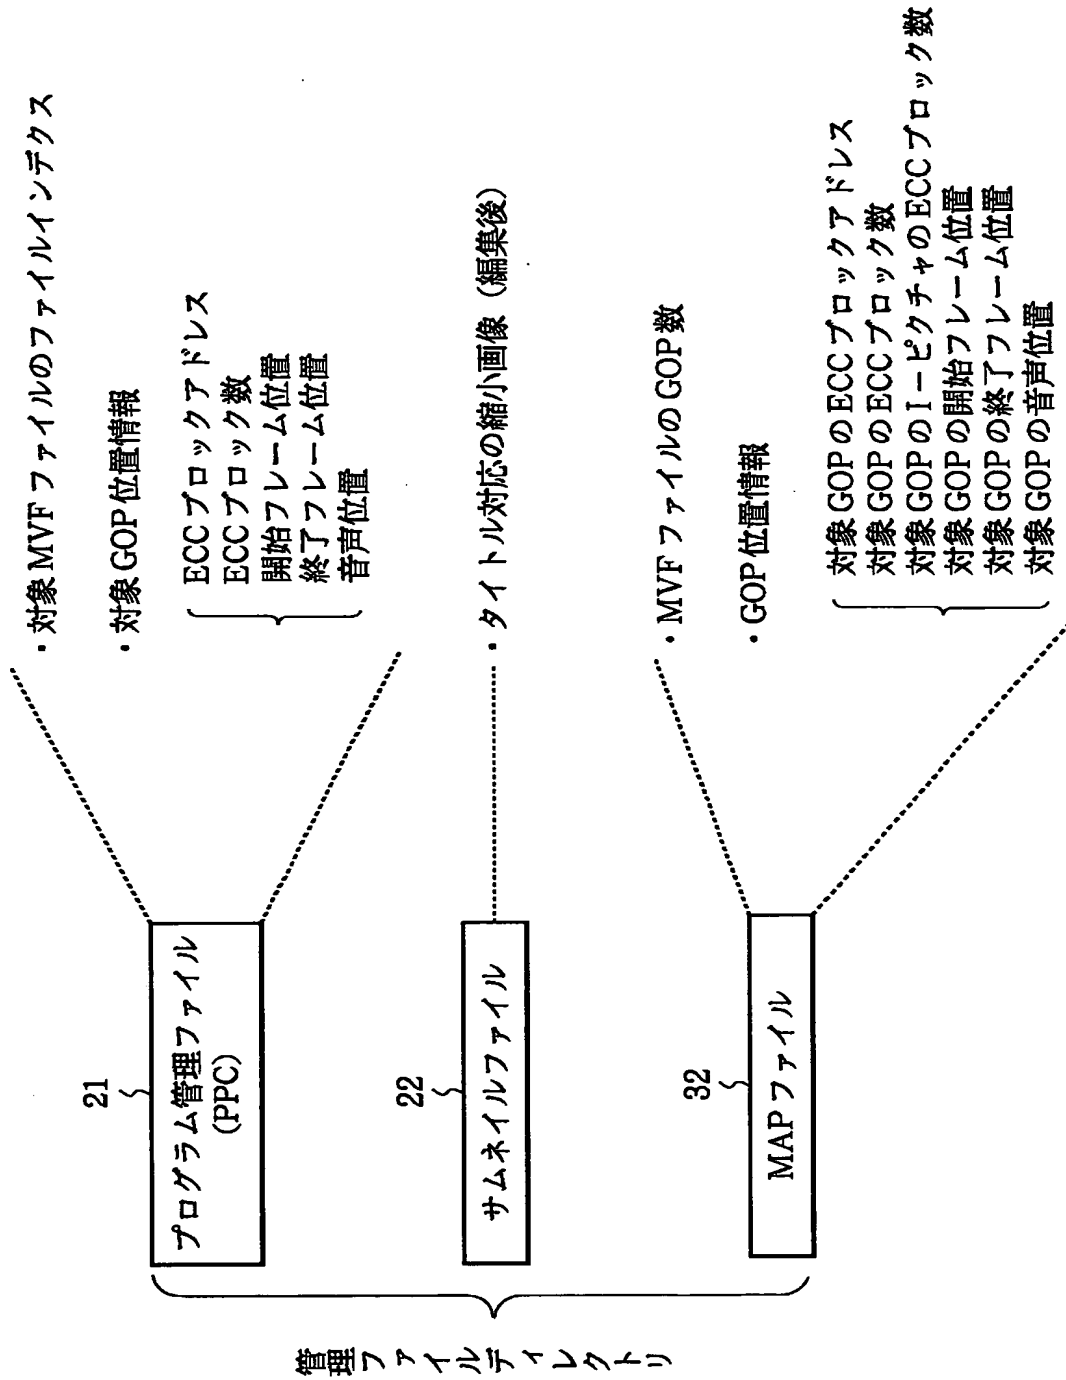 管理ファイルディレクトリ
21
プログラム管理ファイル
(PPC)
・対象MVFファイルのファイルインデクス
・対象GOP位置情報
ECCブロックアドレス
ECCブロック数
開始フレーム位置
終了フレーム位置
音声位置
22
サムネイルファイル
・タイトル対応の縮小画像（編集後）
32
MAPファイル
・MVFファイルのGOP数
・GOP位置情報
対象GOPのECCブロックアドレス
対象GOPのECCブロック数
対象GOPのI－ピクチャのECCブロック数
対象GOPの開始フレーム位置
対象GOPの終了フレーム位置
対象GOPの音声位置